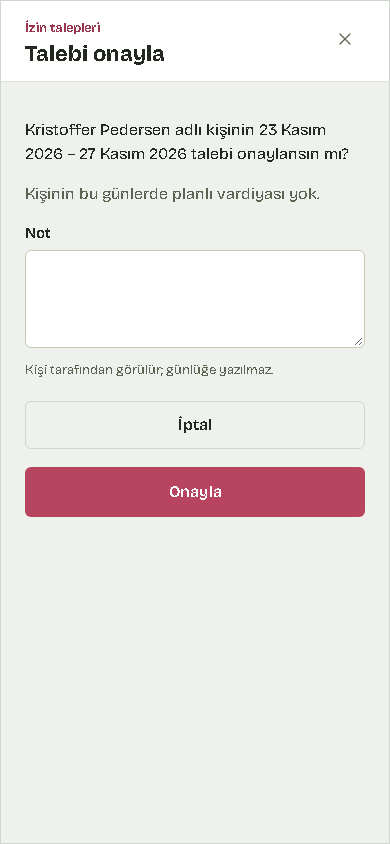 İzin talepleri
Talebi onayla
Kristoffer Pedersen adlı kişinin 23 Kasım
2026 – 27 Kasım 2026 talebi onaylansın mı?
Kişinin bu günlerde planlı vardiyası yok.
Not
Kişi tarafından görülür; günlüğe yazılmaz.
İptal
Onayla